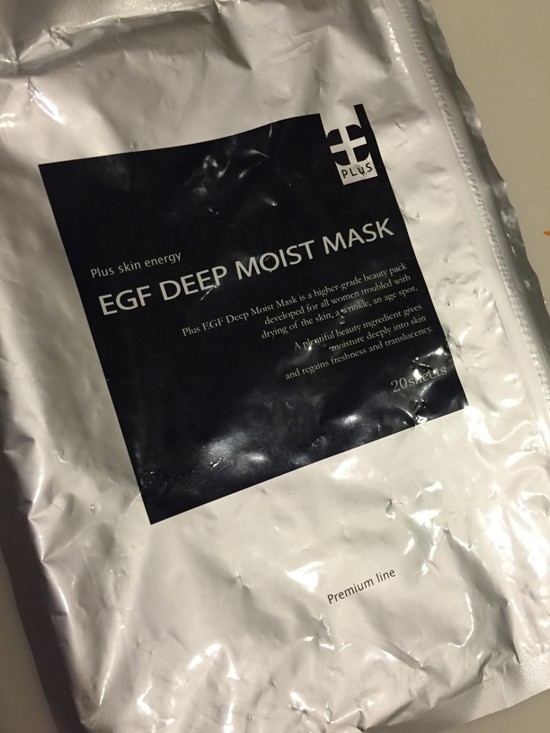 PLuS
Plus skin energy
EGF DEEP MOIST MASK
Plus EGF Deep Moist Mask is a higher-grade beauty pack
developed for all women troubled with
drying of the skin, a wrinkle, an age spot.
A plentiful beauty ingredient gives
moisture deeply into skin
and regains freshness and translucency.
20sheets
Premium line